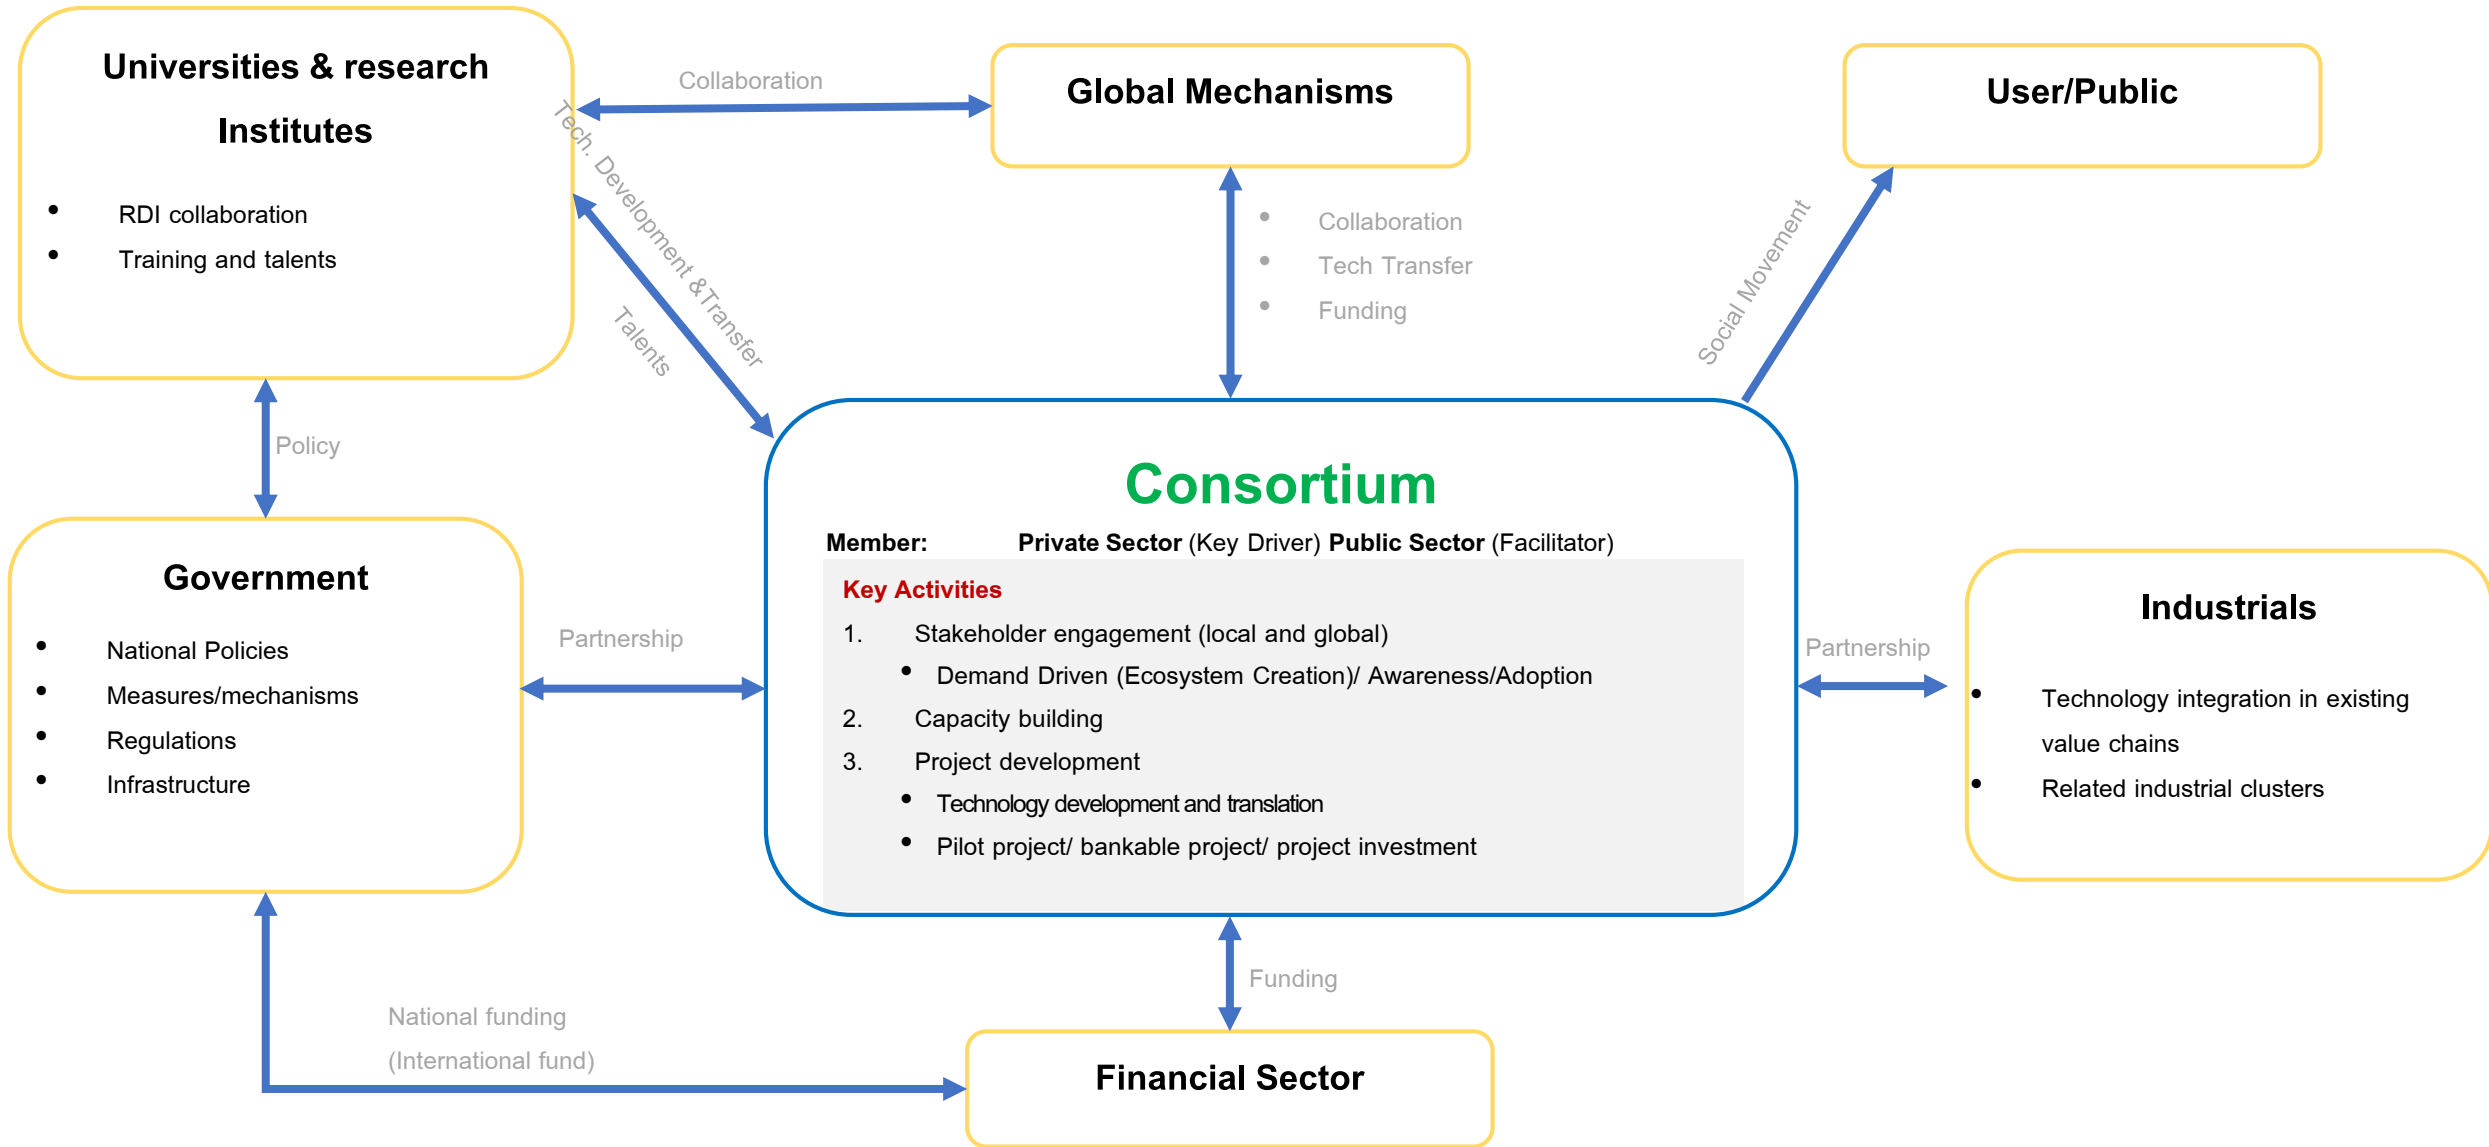 Universities & research
Institutes
• RDI collaboration
• Training and talents
Collaboration
Global Mechanisms
User/Public
Tech. Development &Transfer
Talents
• Collaboration
• Tech Transfer
• Funding
Social Movement
Policy
Government
• National Policies
• Measures/mechanisms
• Regulations
• Infrastructure
Partnership
Consortium
Member: Private Sector (Key Driver) Public Sector (Facilitator)
Key Activities
1. Stakeholder engagement (local and global)
• Demand Driven (Ecosystem Creation)/ Awareness/Adoption
2. Capacity building
3. Project development
• Technology development and translation
• Pilot project/ bankable project/ project investment
Partnership
Industrials
• Technology integration in existing
value chains
• Related industrial clusters
Funding
National funding
(International fund)
Financial Sector